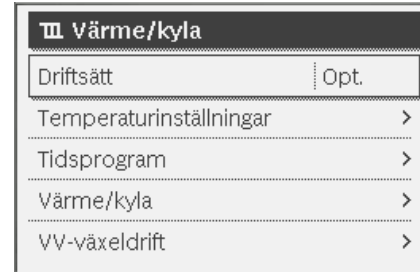 Värme/kyla
Driftsätt Opt.
Temperaturinställningar >
Tidsprogram >
Värme/kyla >
VV-växeldrift >